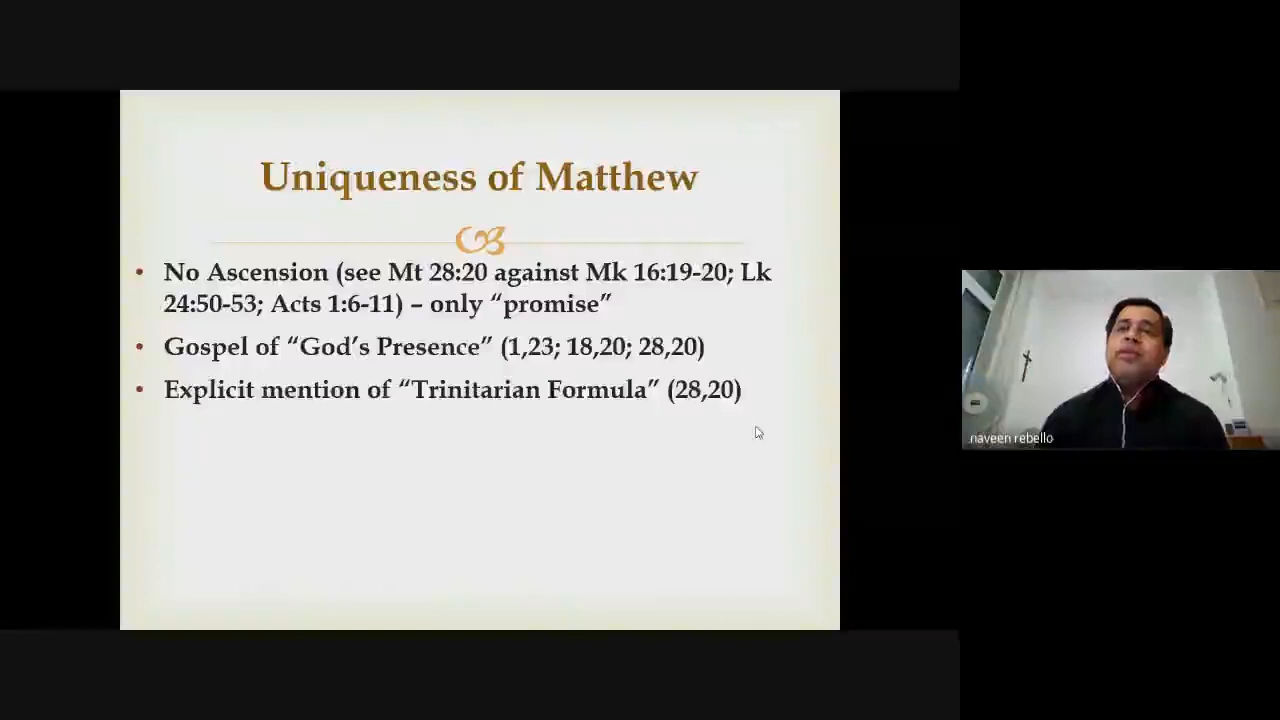 Uniqueness of Matthew
• No Ascension (see Mt 28:20 against Mk 16:19-20; Lk
24:50-53; Acts 1:6-11) – only “promise”
• Gospel of “God’s Presence” (1,23; 18,20; 28,20)
• Explicit mention of “Trinitarian Formula” (28,20)
naveen rebello